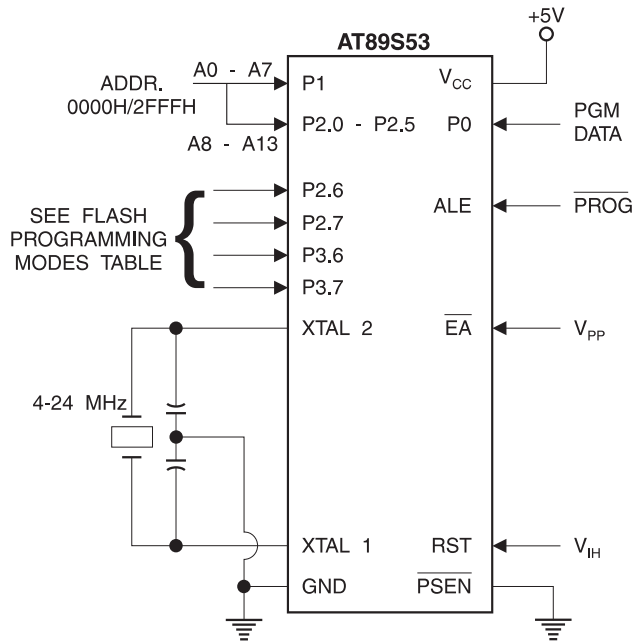 AT89S53
+5V
ADDR.
0000H/2FFFH
A0 - A7
A8 - A13
P1
P2.0 - P2.5
VCC
P0
PGM
DATA
SEE FLASH
PROGRAMMING
MODES TABLE
P2.6
P2.7
P3.6
P3.7
ALE
PROG
XTAL 2
EA
VPP
4-24 MHz
XTAL 1
RST
VIH
GND
PSEN